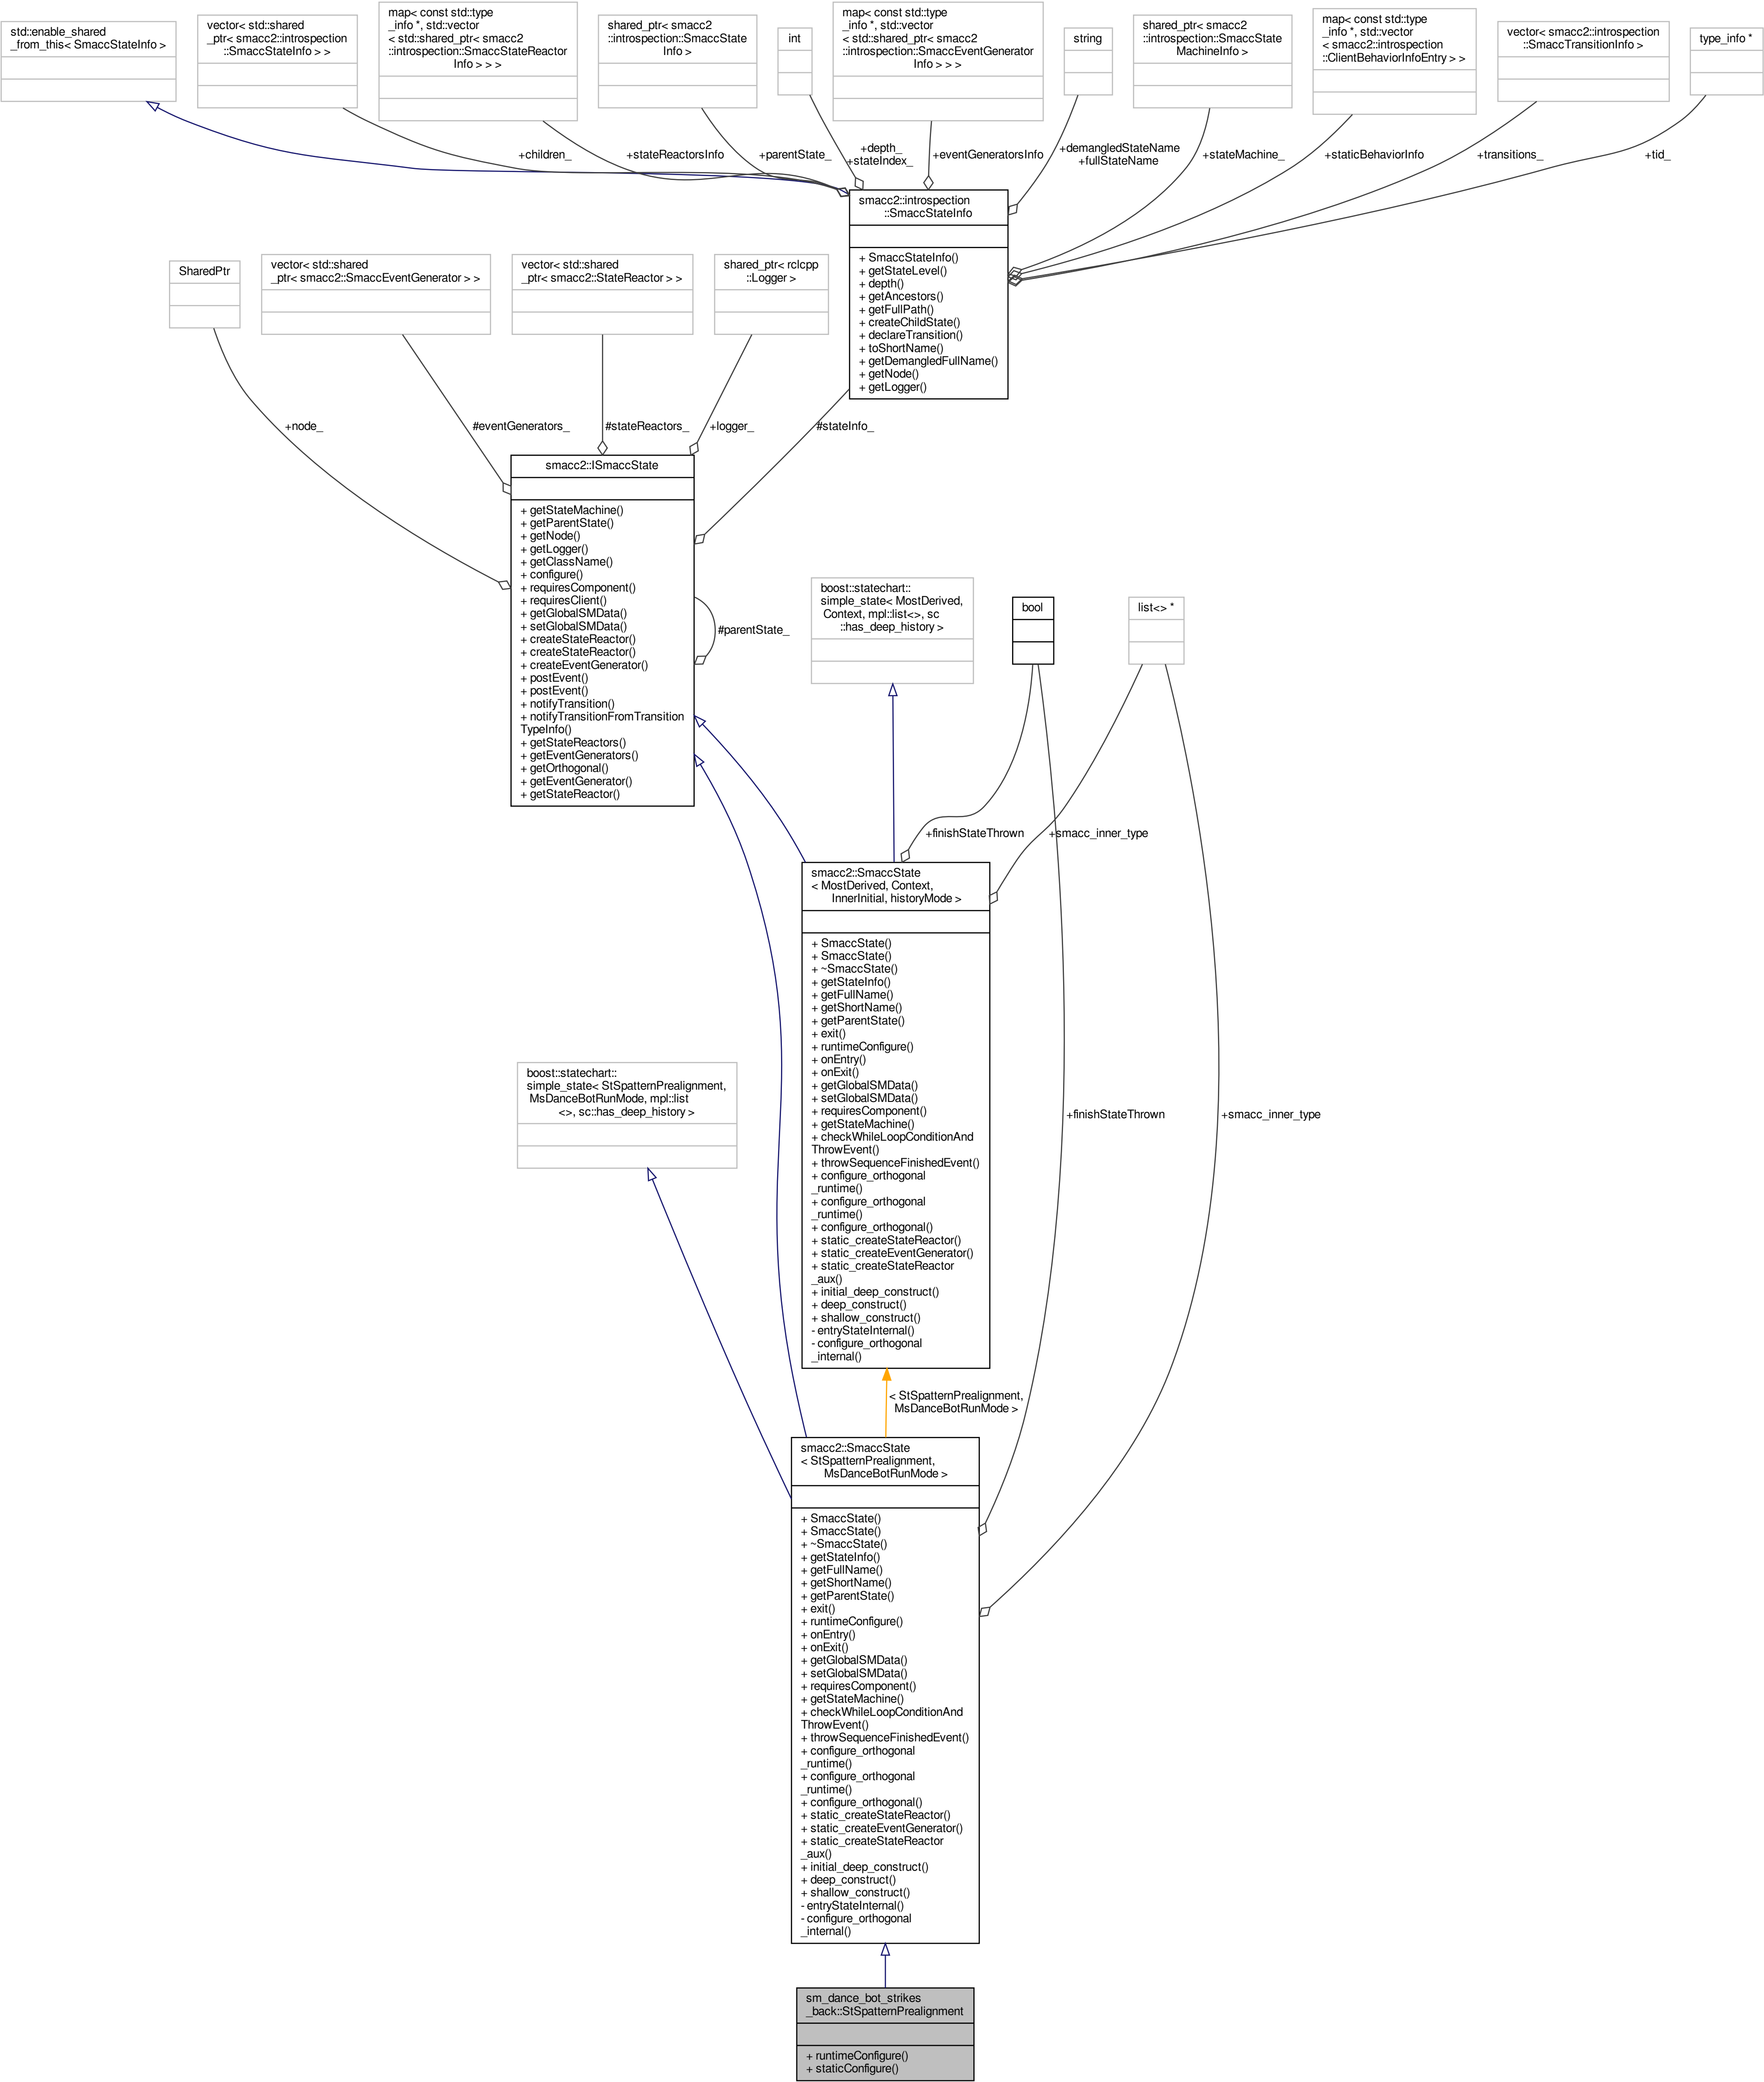 std::enable_shared
_from_this< SmaccStateInfo >
vector< std::shared
_ptr< smacc2::introspection
::SmaccStateInfo > >
map< const std::type
_info *, std::vector
< std::shared_ptr< smacc2
::introspection::SmaccStateReactor
Info > > >
shared_ptr< smacc2
::introspection::SmaccState
Info >
int
map< const std::type
_info *, std::vector
< std::shared_ptr< smacc2
::introspection::SmaccEventGenerator
Info > > >
string
shared_ptr< smacc2
::introspection::SmaccState
MachineInfo >
map< const std::type
_info *, std::vector
< smacc2::introspection
::ClientBehaviorInfoEntry > >
vector< smacc2::introspection
::SmaccTransitionInfo >
type_info *
+children_
+stateReactorsInfo
+parentState_
+depth_
+stateIndex_
+eventGeneratorsInfo
+demangledStateName
+fullStateName
+stateMachine_
+staticBehaviorInfo
+transitions_
+tid_
smacc2::introspection
::SmaccStateInfo
+ SmaccStateInfo()
+ getStateLevel()
+ depth()
+ getAncestors()
+ getFullPath()
+ createChildState()
+ declareTransition()
+ toShortName()
+ getDemangledFullName()
+ getNode()
+ getLogger()
SharedPtr
vector< std::shared
_ptr< smacc2::SmaccEventGenerator > >
vector< std::shared
_ptr< smacc2::StateReactor > >
shared_ptr< rclcpp
::Logger >
+node_
#eventGenerators_
#stateReactors_
+logger_
#stateInfo_
smacc2::ISmaccState
+ getStateMachine()
+ getParentState()
+ getNode()
+ getLogger()
+ getClassName()
+ configure()
+ requiresComponent()
+ requiresClient()
+ getGlobalSMData()
+ setGlobalSMData()
+ createStateReactor()
+ createStateReactor()
+ createEventGenerator()
+ postEvent()
+ postEvent()
+ notifyTransition()
+ notifyTransitionFromTransition
TypeInfo()
+ getStateReactors()
+ getEventGenerators()
+ getOrthogonal()
+ getEventGenerator()
+ getStateReactor()
#parentState_
boost::statechart::
simple_state< MostDerived,
Context, mpl::list<>, sc
::has_deep_history >
bool
list<> *
+finishStateThrown
+smacc_inner_type
smacc2::SmaccState
< MostDerived, Context,
InnerInitial, historyMode >
+ SmaccState()
+ SmaccState()
+ ~SmaccState()
+ getStateInfo()
+ getFullName()
+ getShortName()
+ getParentState()
+ exit()
+ runtimeConfigure()
+ onEntry()
+ onExit()
+ getGlobalSMData()
+ setGlobalSMData()
+ requiresComponent()
+ getStateMachine()
+ checkWhileLoopConditionAnd
ThrowEvent()
+ throwSequenceFinishedEvent()
+ configure_orthogonal
_runtime()
+ configure_orthogonal
_runtime()
+ configure_orthogonal()
+ static_createStateReactor()
+ static_createEventGenerator()
+ static_createStateReactor
_aux()
+ initial_deep_construct()
+ deep_construct()
+ shallow_construct()
- entryStateInternal()
- configure_orthogonal
_internal()
boost::statechart::
simple_state< StSpatternPrealignment,
MsDanceBotRunMode, mpl::list
<>, sc::has_deep_history >
+finishStateThrown
+smacc_inner_type
< StSpatternPrealignment,
MsDanceBotRunMode >
smacc2::SmaccState
< StSpatternPrealignment,
MsDanceBotRunMode >
+ SmaccState()
+ SmaccState()
+ ~SmaccState()
+ getStateInfo()
+ getFullName()
+ getShortName()
+ getParentState()
+ exit()
+ runtimeConfigure()
+ onEntry()
+ onExit()
+ getGlobalSMData()
+ setGlobalSMData()
+ requiresComponent()
+ getStateMachine()
+ checkWhileLoopConditionAnd
ThrowEvent()
+ throwSequenceFinishedEvent()
+ configure_orthogonal
_runtime()
+ configure_orthogonal
_runtime()
+ configure_orthogonal()
+ static_createStateReactor()
+ static_createEventGenerator()
+ static_createStateReactor
_aux()
+ initial_deep_construct()
+ deep_construct()
+ shallow_construct()
- entryStateInternal()
- configure_orthogonal
_internal()
sm_dance_bot_strikes
_back::StSpatternPrealignment
+ runtimeConfigure()
+ staticConfigure()